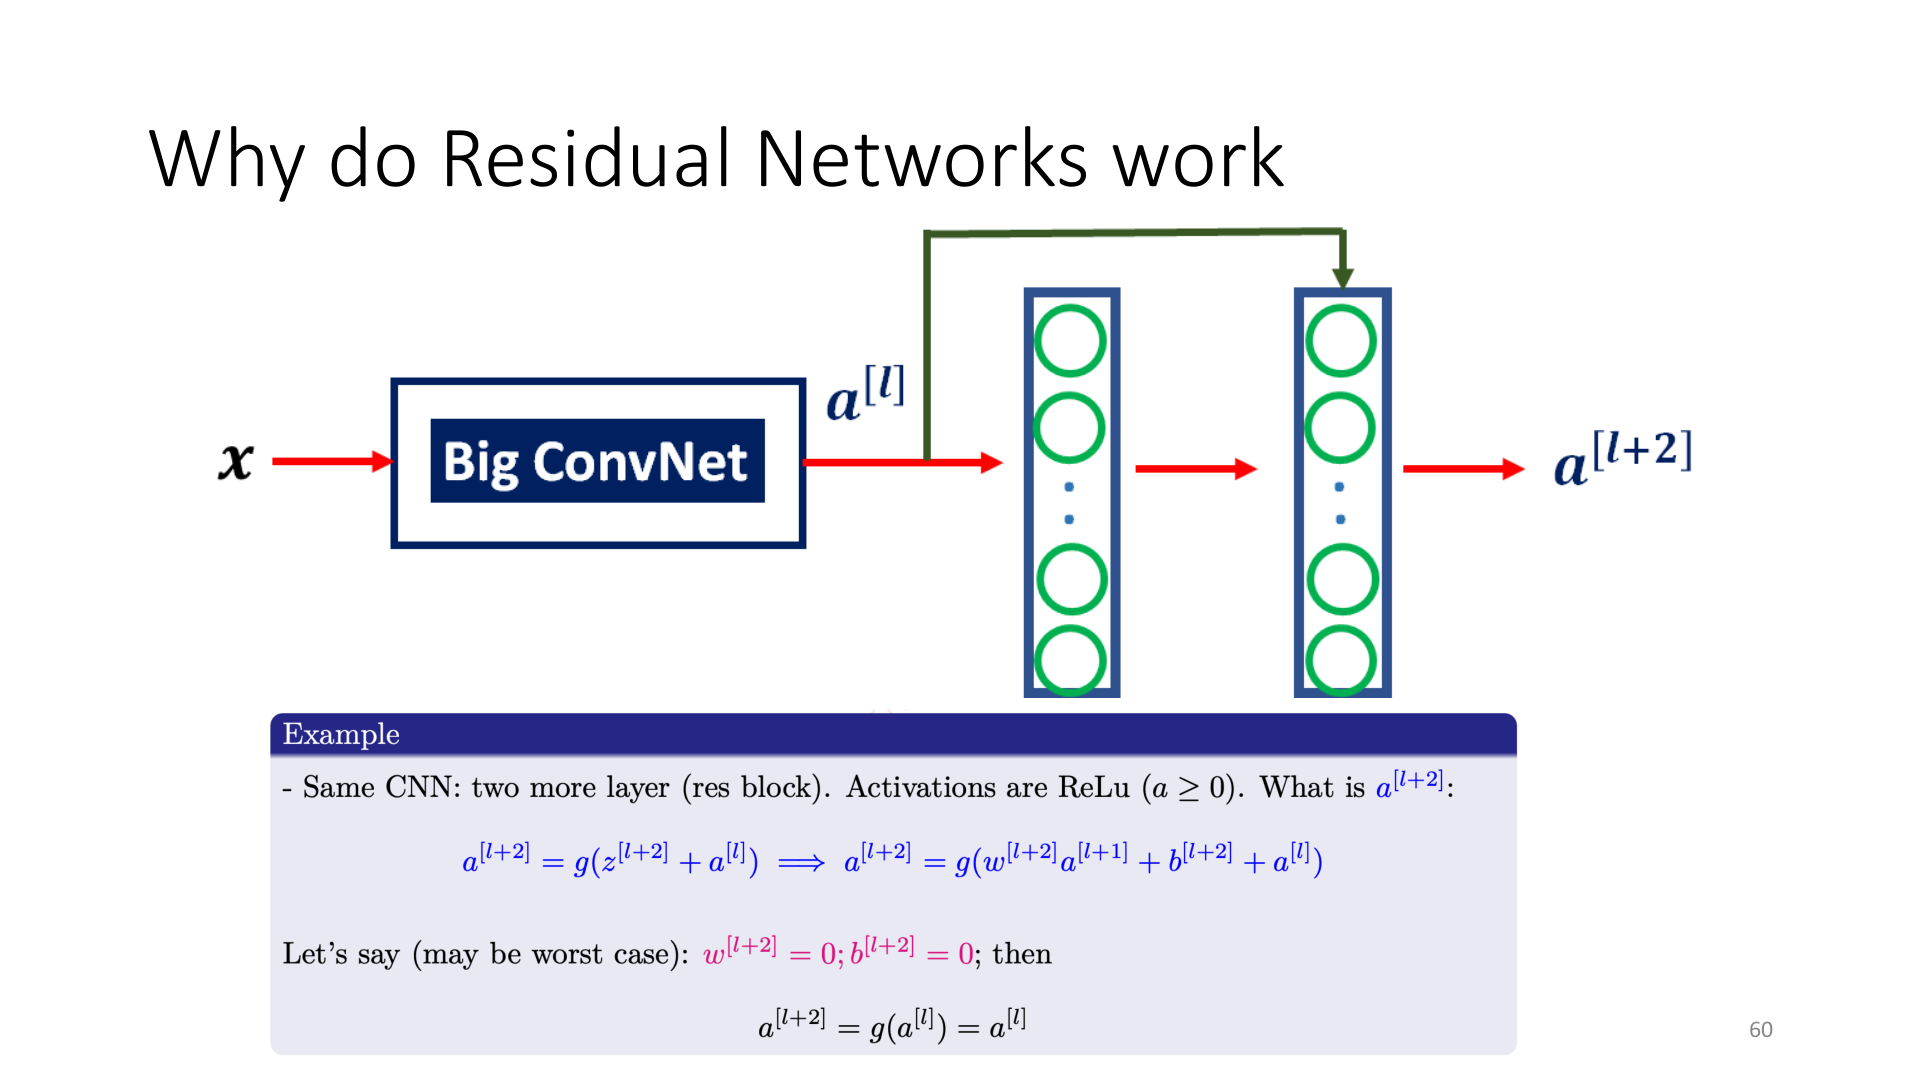 Why do Residual Networks work
x
Big ConvNet
a^[l]
a^[l+2]
Example
- Same CNN: two more layer (res block). Activations are ReLu (a ≥ 0). What is a^[l+2]:
a^[l+2] = g(z^[l+2] + a^[l]) ⟹ a^[l+2] = g(w^[l+2]a^[l+1] + b^[l+2] + a^[l])
Let's say (may be worst case): w^[l+2] = 0; b^[l+2] = 0; then
a^[l+2] = g(a^[l]) = a^[l]
60